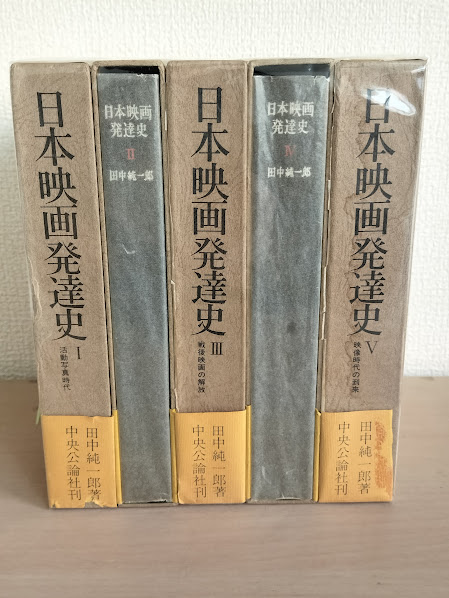 日本映画発達史 I
活動写真時代
田中純一郎著
中央公論社刊
日本映画
発達史
II
田中純一郎
日本映画発達史 III
戦後映画の解放
田中純一郎著
中央公論社刊
日本映画
発達史
IV
田中純一郎
日本映画発達史 V
映像時代の到来
田中純一郎著
中央公論社刊